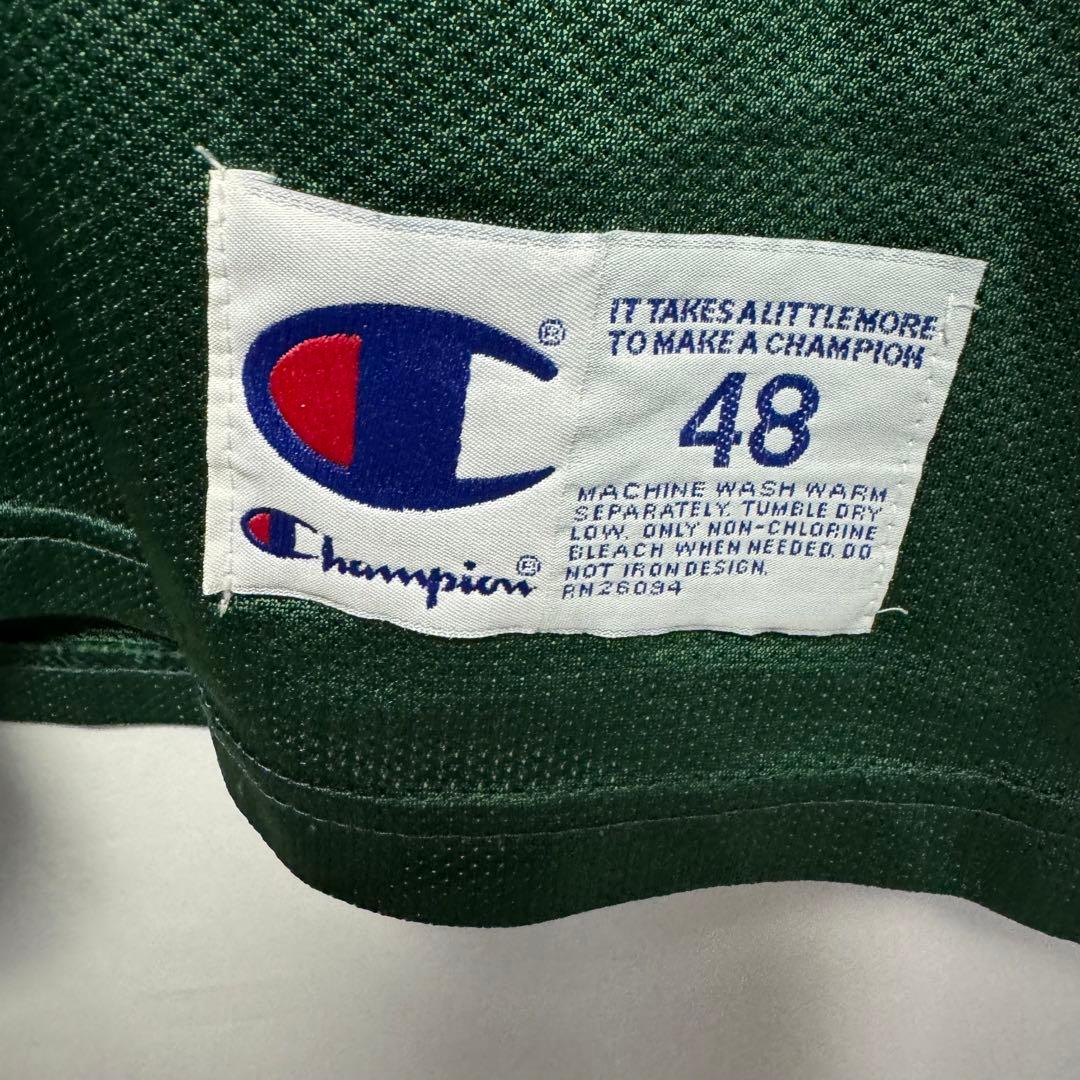 IT TAKES A LITTLE MORE
TO MAKE A CHAMPION
48
MACHINE WASH WARM
SEPARATELY. TUMBLE DRY
LOW. ONLY NON-CHLORINE
BLEACH WHEN NEEDED. DO
NOT IRON DESIGN.
RN26094
Champion